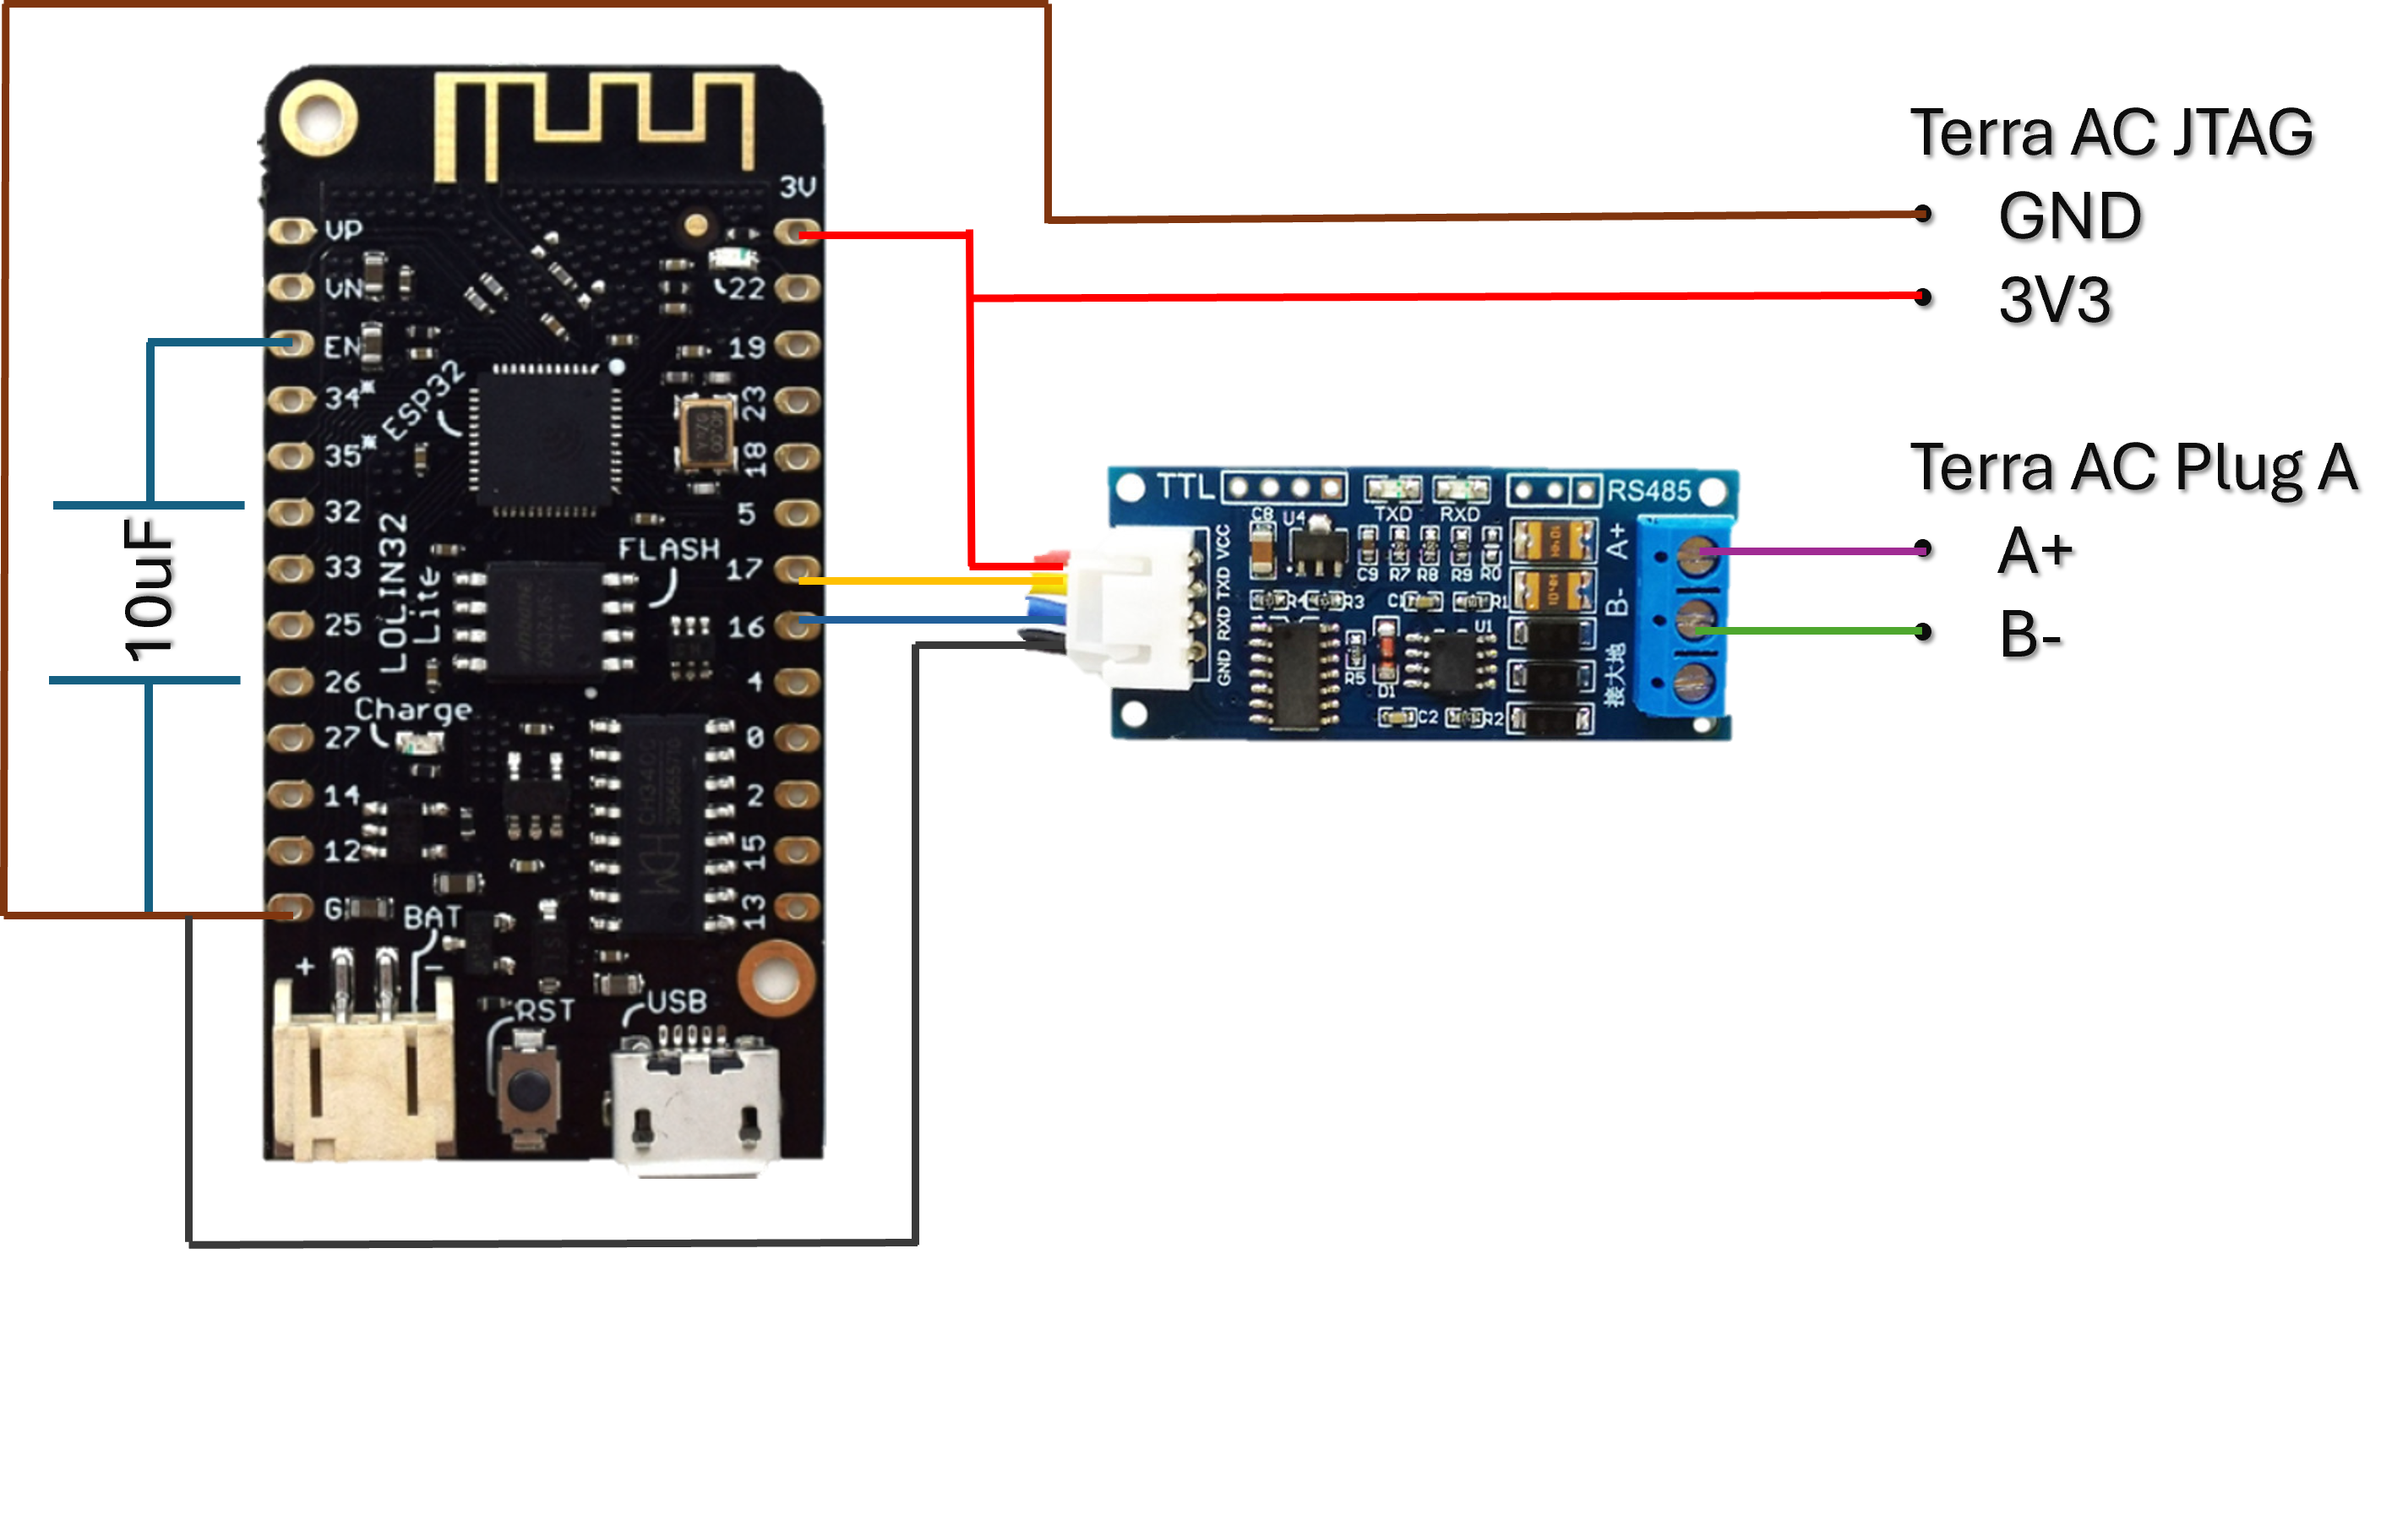 Terra AC JTAG
GND
3V3
Terra AC Plug A
A+
B-
10uF
3V
VP
VN
22
EN
19
34*
ESP32
23
35*
18
32
5
LOLIN32
Lite
FLASH
33
17
25
16
26
4
Charge
27
0
14
2
12
15
G
13
BAT
+
-
RST
USB
CH340C
TTL
TXD
RXD
RS485
VCC
TXD
RXD
GND
C8
U4
C9
R7
R8
R9
R0
R3
R1
R5
D1
U1
C2
R2
A+
B-
接大地